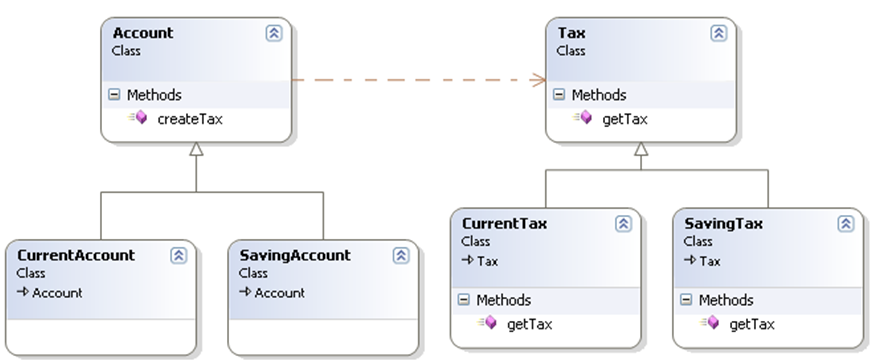 Account
Class
Methods
createTax
Tax
Class
Methods
getTax
CurrentAccount
Class
Account
SavingAccount
Class
Account
CurrentTax
Class
Tax
Methods
getTax
SavingTax
Class
Tax
Methods
getTax